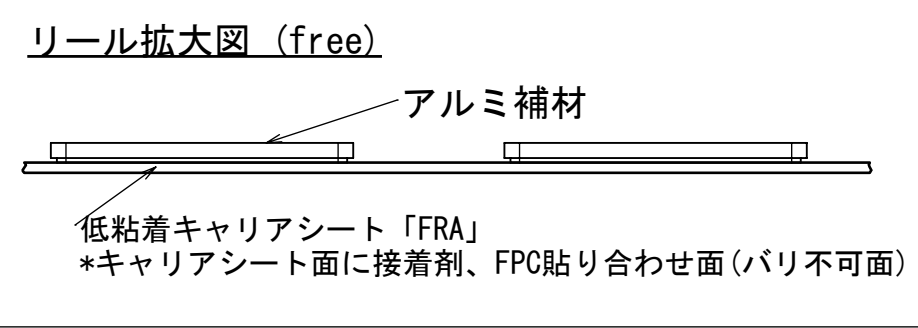 リール拡大図 (free)
アルミ補材
低粘着キャリアシート「FRA」
*キャリアシート面に接着剤、FPC貼り合わせ面(バリ不可面)